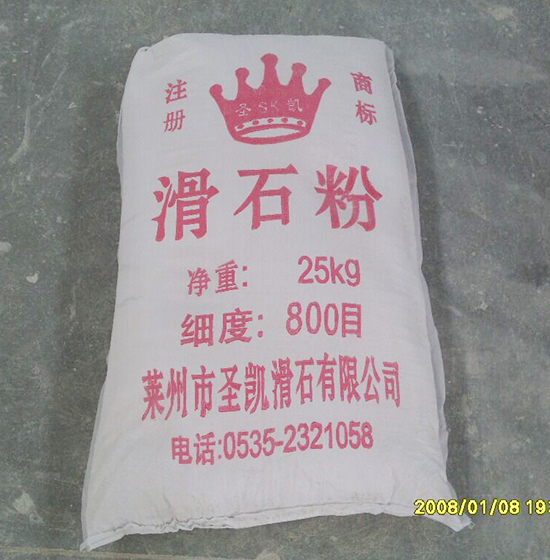 注册
商标
圣SK凯
滑石粉
净重: 25kg
细度: 800目
莱州市圣凯滑石有限公司
电话:0535-2321058
2008/01/08 19: